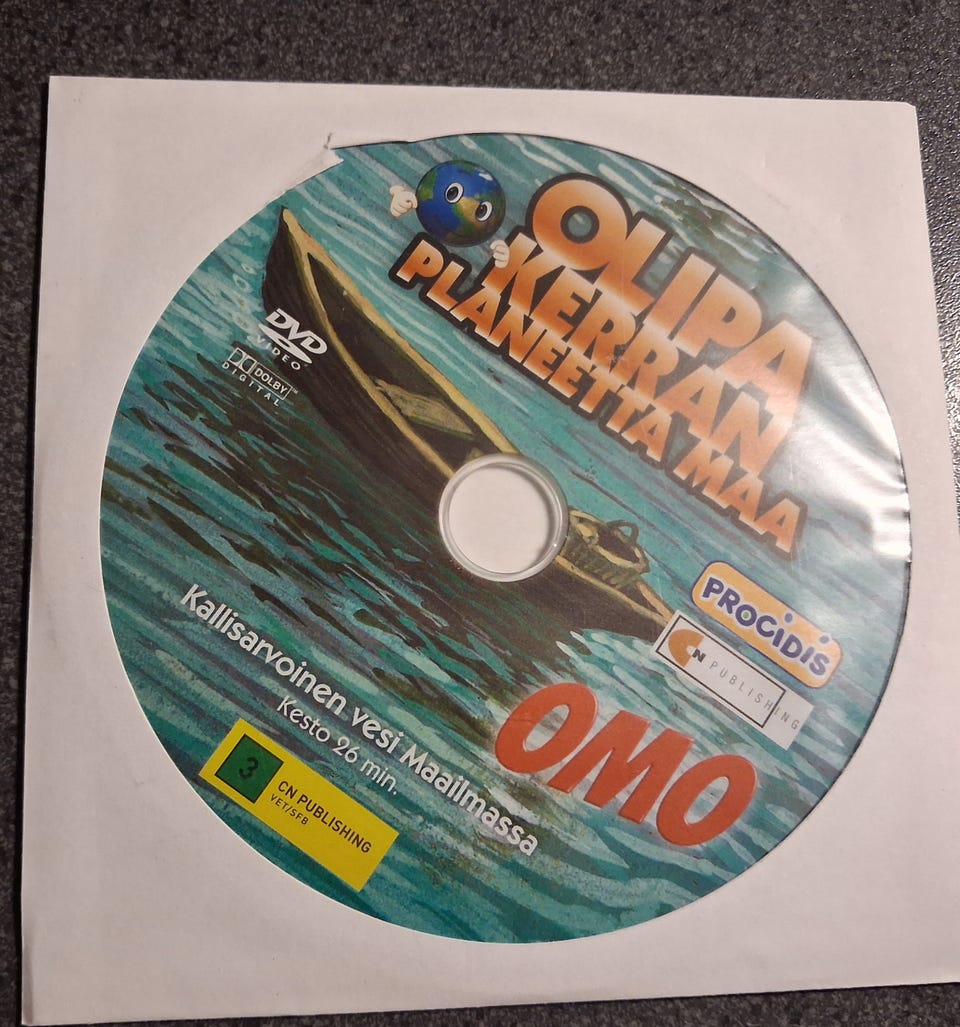 OLIPA
KERRAN
PLANEETTA MAA
DVD
VIDEO
DOLBY™
DIGITAL
PROCIDIS
CN PUBLISHING
OMO
Kallisarvoinen vesi Maailmassa
Kesto 26 min.
3
CN PUBLISHING
VET/SFB